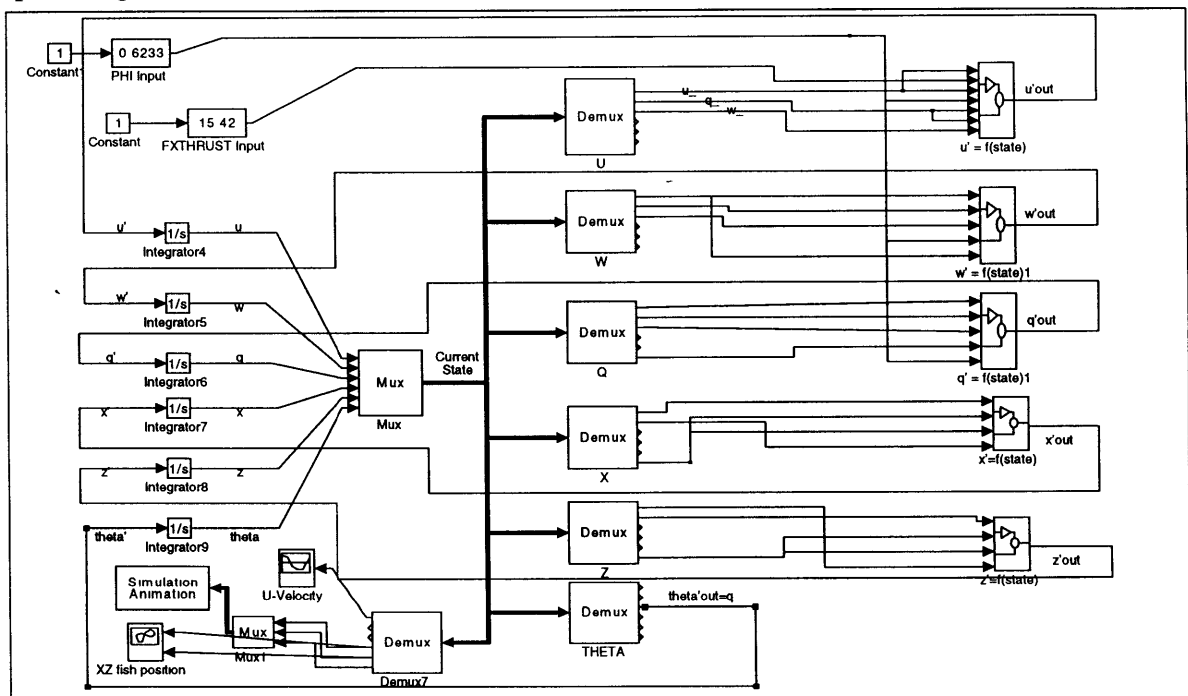 1
Constant1
0 6233
PHI Input
1
Constant
15 42
FXTHRUST Input
Demux
U
u_
q_
w_
u'out
u' = f(state)
Demux
W
w'out
w' = f(state)1
u'
1/s
Integrator4
u
w'
1/s
Integrator5
w
q'
1/s
Integrator6
q
x'
1/s
Integrator7
x
z'
1/s
Integrator8
z
theta'
1/s
Integrator9
theta
Mux
Mux
Current
State
Demux
Q
q'out
q' = f(state)1
Demux
X
x'out
x'=f(state)
Demux
Z
z'out
z'=f(state)
Demux
THETA
theta'out=q
U-Velocity
Simulation
Animation
XZ fish position
Mux
Mux1
Demux
Demux7